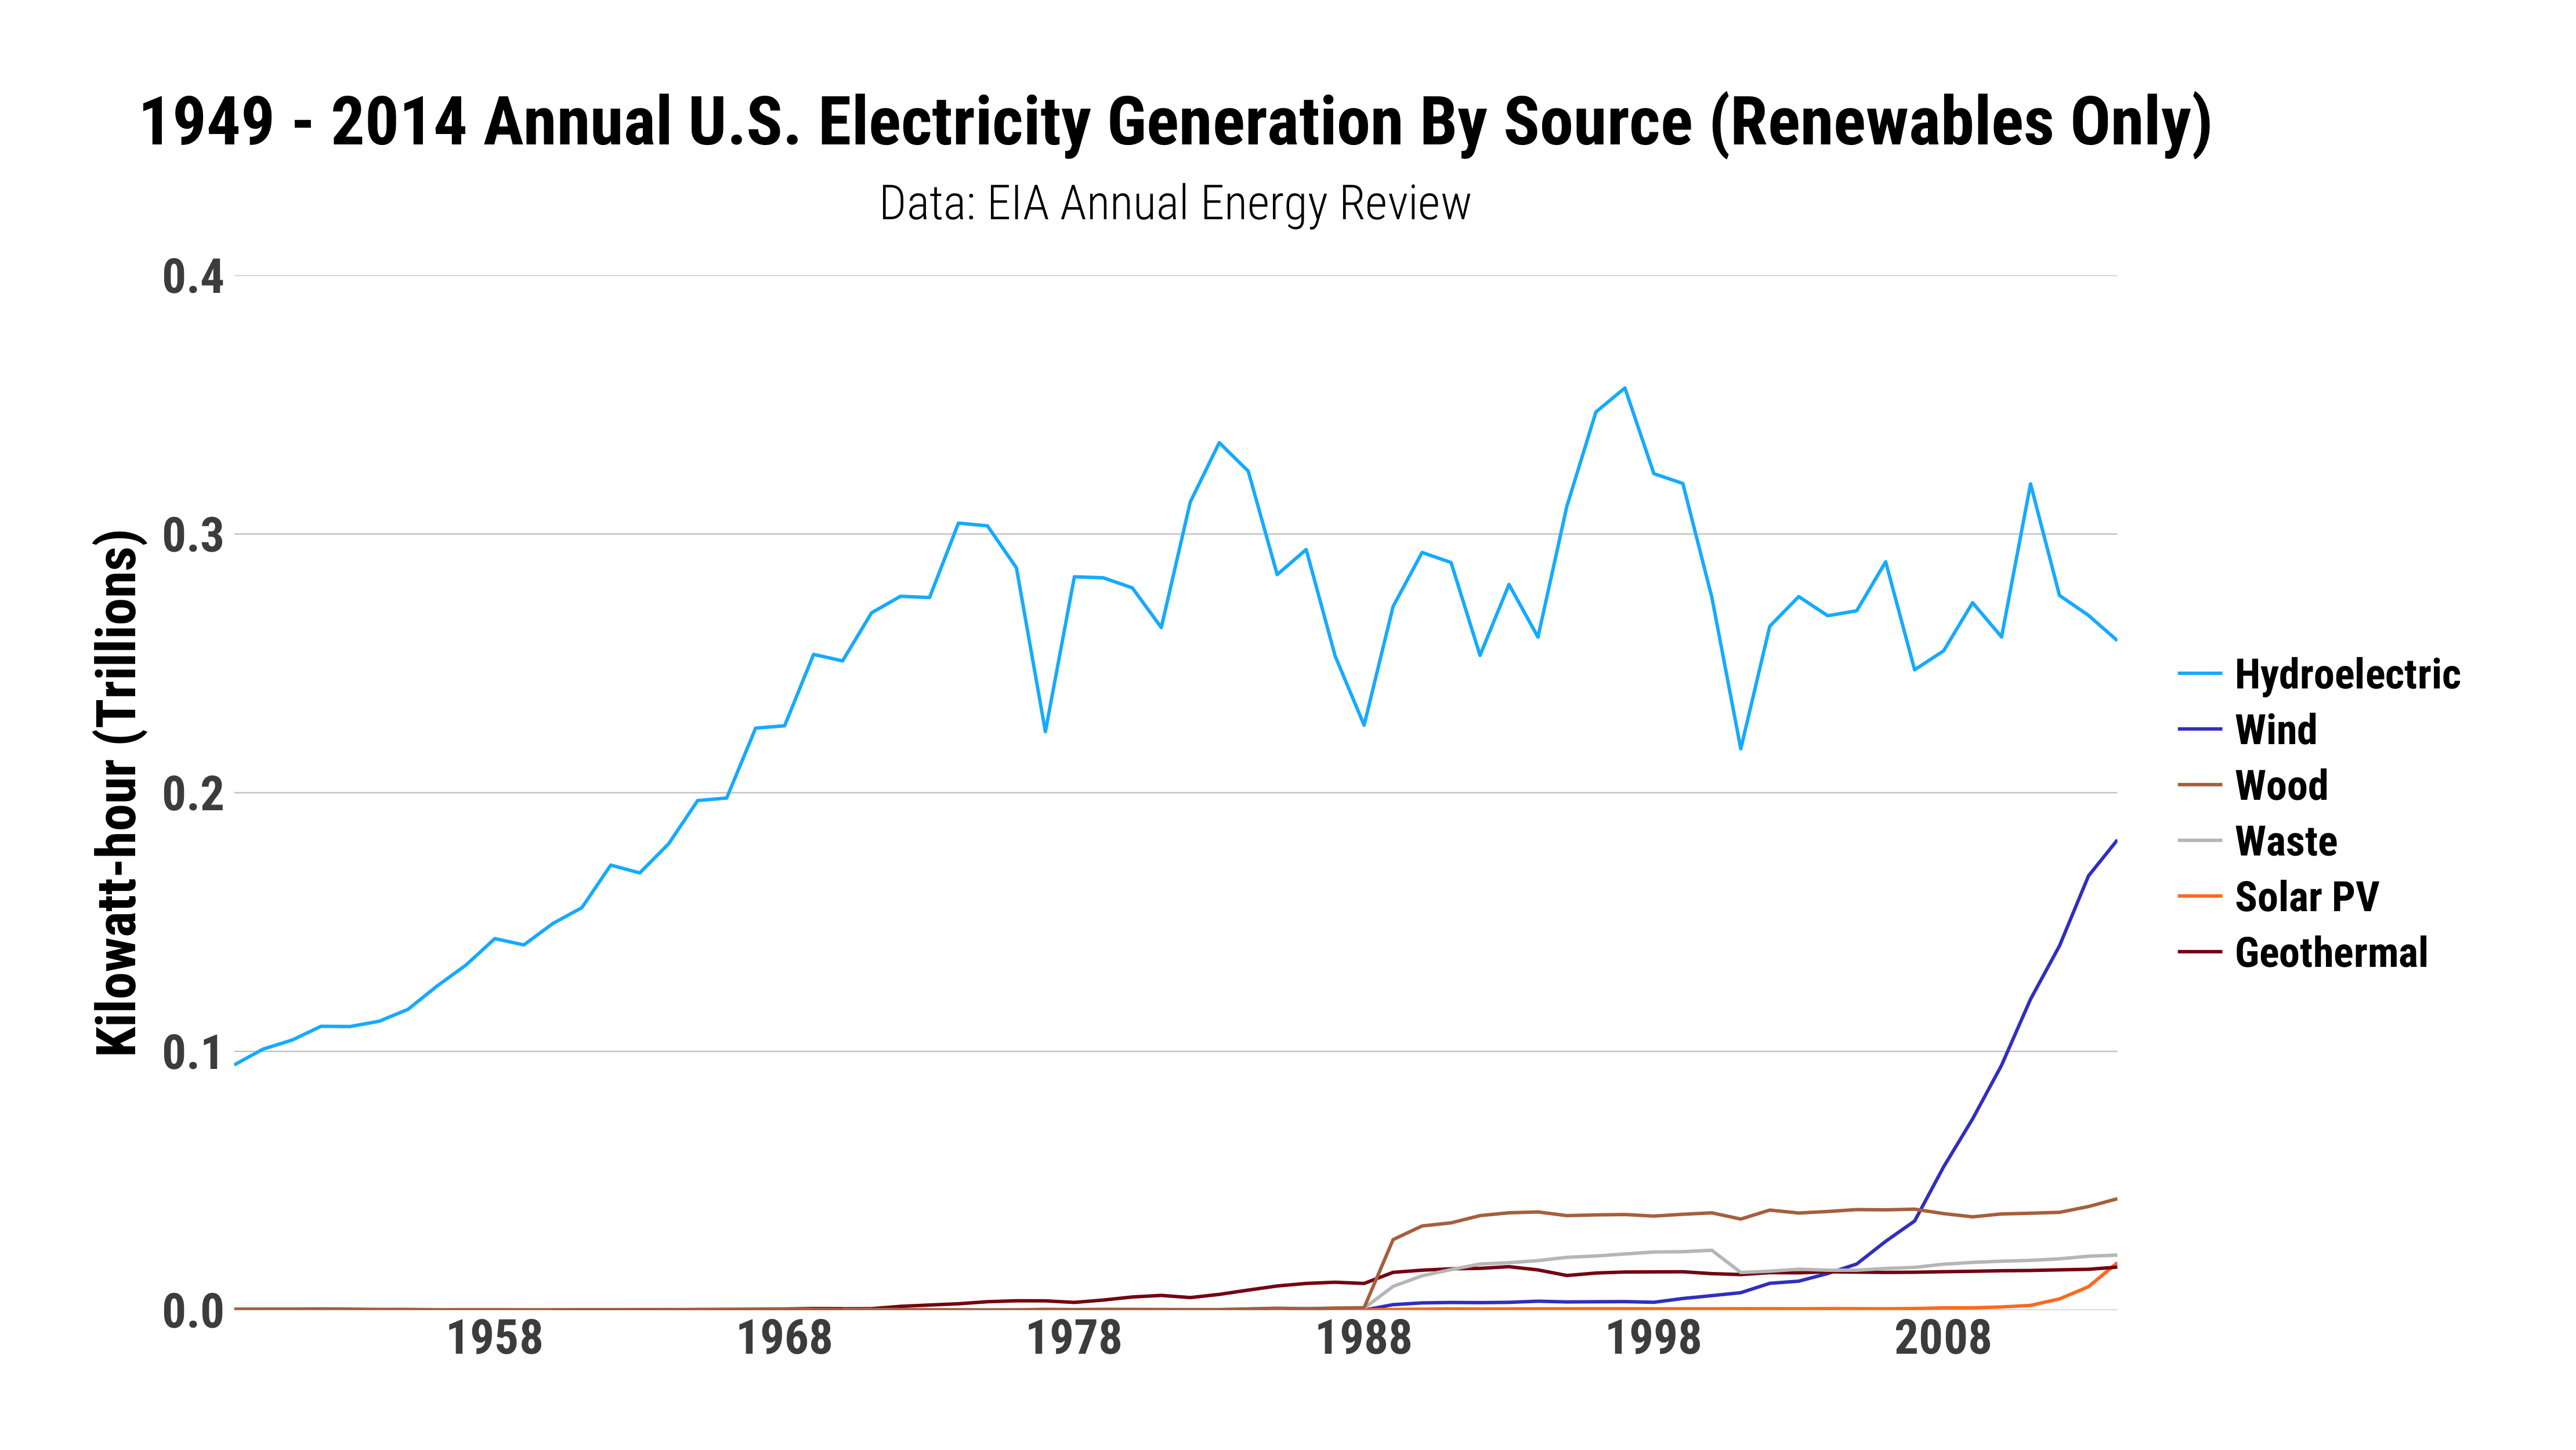 1949 - 2014 Annual U.S. Electricity Generation By Source (Renewables Only)
Data: EIA Annual Energy Review
Kilowatt-hour (Trillions)
0.4
0.3
0.2
0.1
0.0
1958
1968
1978
1988
1998
2008
Hydroelectric
Wind
Wood
Waste
Solar PV
Geothermal